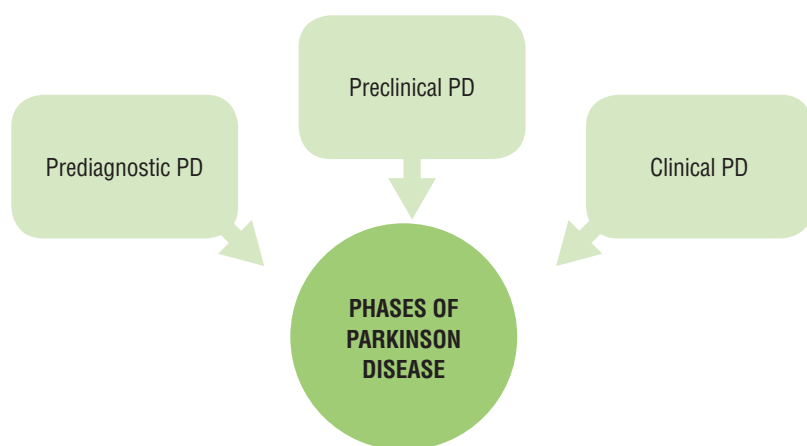 Preclinical PD
Prediagnostic PD
Clinical PD
PHASES OF
PARKINSON
DISEASE